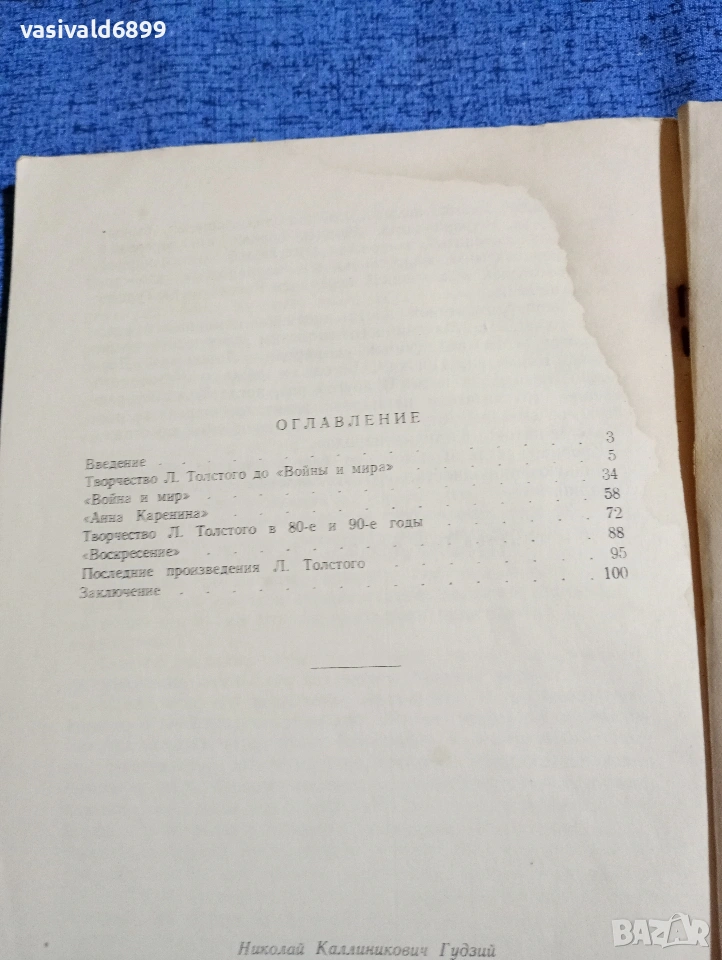 vasivald6899
ОГЛАВЛЕНИЕ
Введение . . . . . . . . . . . . . . 3
Творчество Л. Толстого до «Войны и мира» . . . . . . 5
«Война и мир» . . . . . . . . . . . . . 34
«Анна Каренина» . . . . . . . . . . . . 58
Творчество Л. Толстого в 80-е и 90-е годы . . . . . 72
«Воскресение» . . . . . . . . . . . . . 88
Последние произведения Л. Толстого . . . . . . . 95
Заключение . . . . . . . . . . . . . . 100
Николай Каллиникович Гудзий
BAZAR